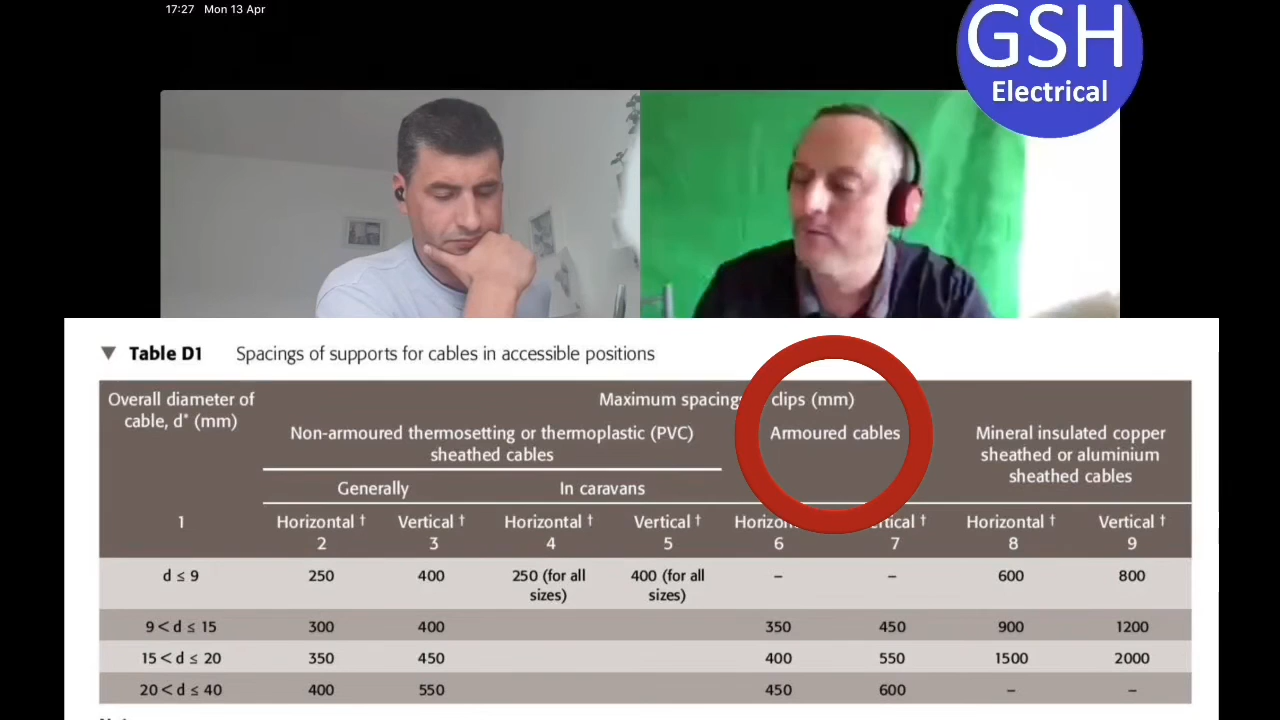 17:27 Mon 13 Apr
GSH
Electrical
▼ Table D1 Spacings of supports for cables in accessible positions
Overall diameter of cable, d* (mm)
Maximum spacing clips (mm)
Non-armoured thermosetting or thermoplastic (PVC) sheathed cables
Armoured cables
Mineral insulated copper sheathed or aluminium sheathed cables
Generally
In caravans
1
Horizontal † 2
Vertical † 3
Horizontal † 4
Vertical † 5
6
7
Horizontal † 8
Vertical † 9
d ≤ 9 250 400 250 (for all sizes) 400 (for all sizes) – – 600 800
9 < d ≤ 15 300 400 350 450 900 1200
15 < d ≤ 20 350 450 400 550 1500 2000
20 < d ≤ 40 400 550 450 600 – –